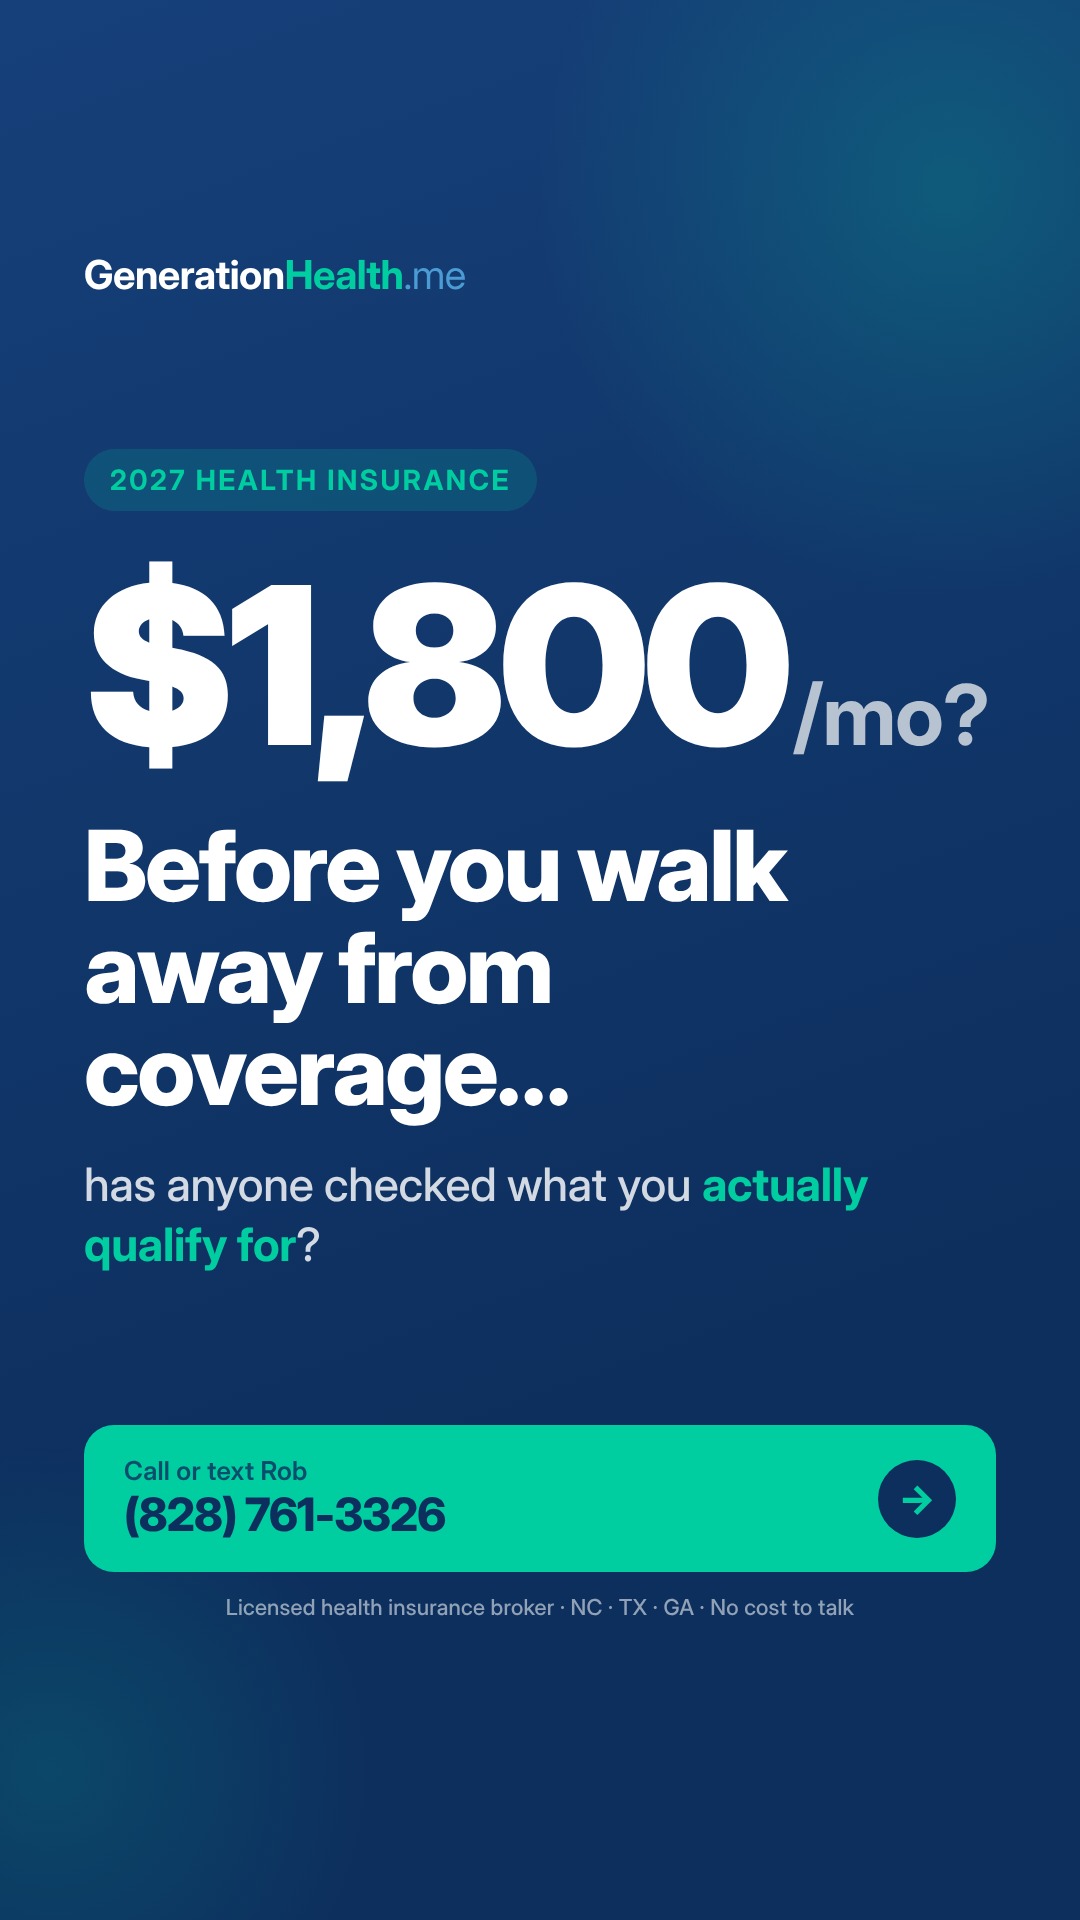 GenerationHealth.me
2027 HEALTH INSURANCE
$1,800/mo?
Before you walk
away from
coverage...
has anyone checked what you actually
qualify for?
Call or text Rob
(828) 761-3326
Licensed health insurance broker · NC · TX · GA · No cost to talk